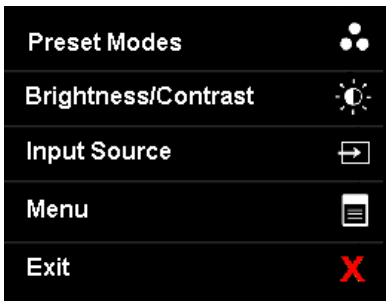 Preset Modes
Brightness/Contrast
Input Source
Menu
Exit